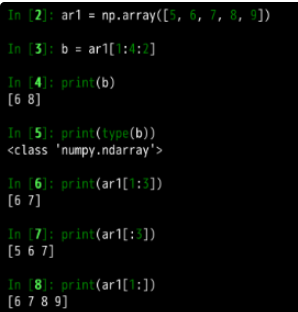 In [2]: ar1 = np.array([5, 6, 7, 8, 9])
In [3]: b = ar1[1:4:2]
In [4]: print(b)
[6 8]
In [5]: print(type(b))
<class 'numpy.ndarray'>
In [6]: print(ar1[1:3])
[6 7]
In [7]: print(ar1[:3])
[5 6 7]
In [8]: print(ar1[1:])
[6 7 8 9]